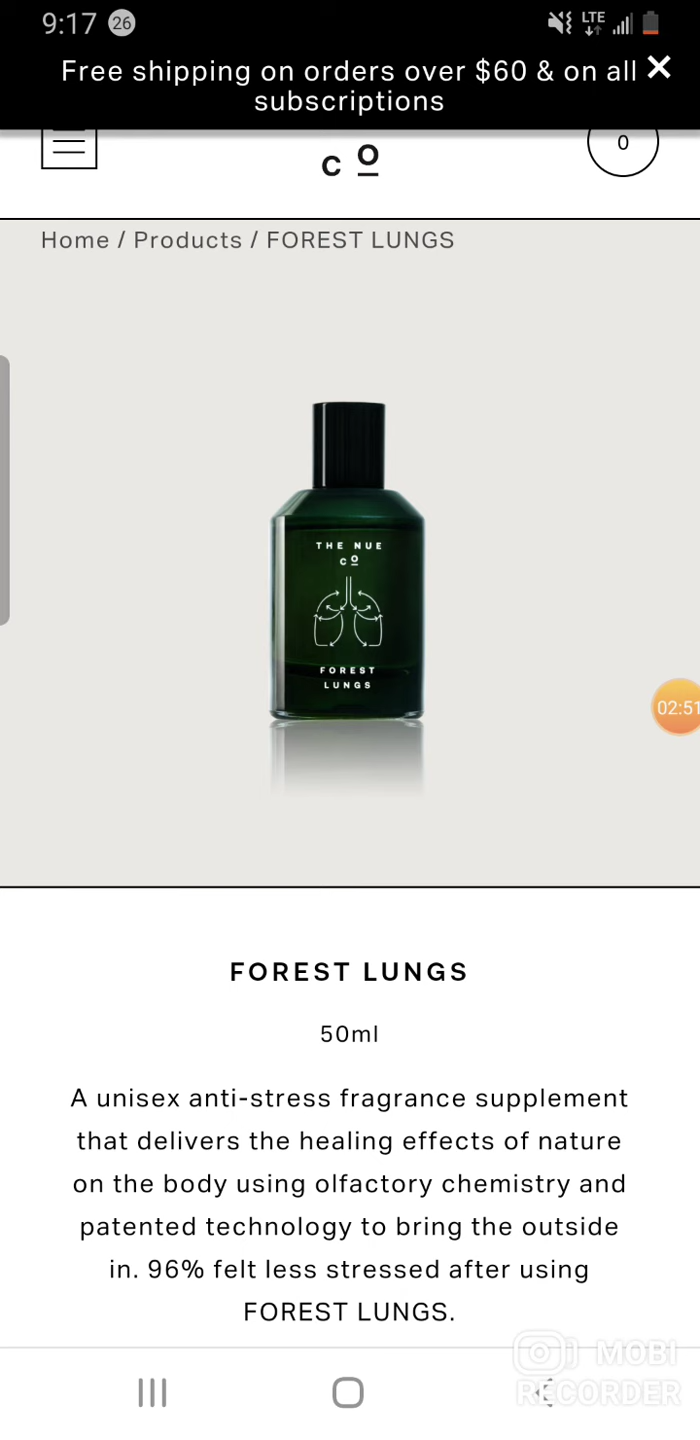 9:17 26 LTE
Free shipping on orders over $60 & on all
subscriptions
c o
0
Home / Products / FOREST LUNGS
THE NUE
co
FOREST
LUNGS
02:51
FOREST LUNGS
50ml
A unisex anti-stress fragrance supplement
that delivers the healing effects of nature
on the body using olfactory chemistry and
patented technology to bring the outside
in. 96% felt less stressed after using
FOREST LUNGS.
MOBI
RECORDER